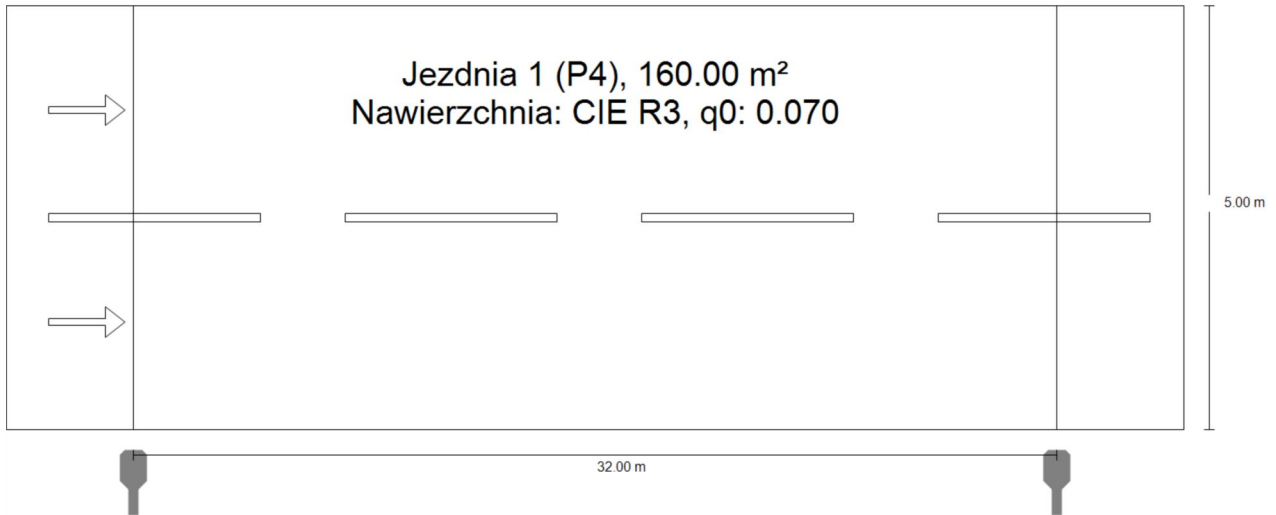 Jezdnia 1 (P4), 160.00 m²
Nawierzchnia: CIE R3, q0: 0.070
5.00 m
32.00 m